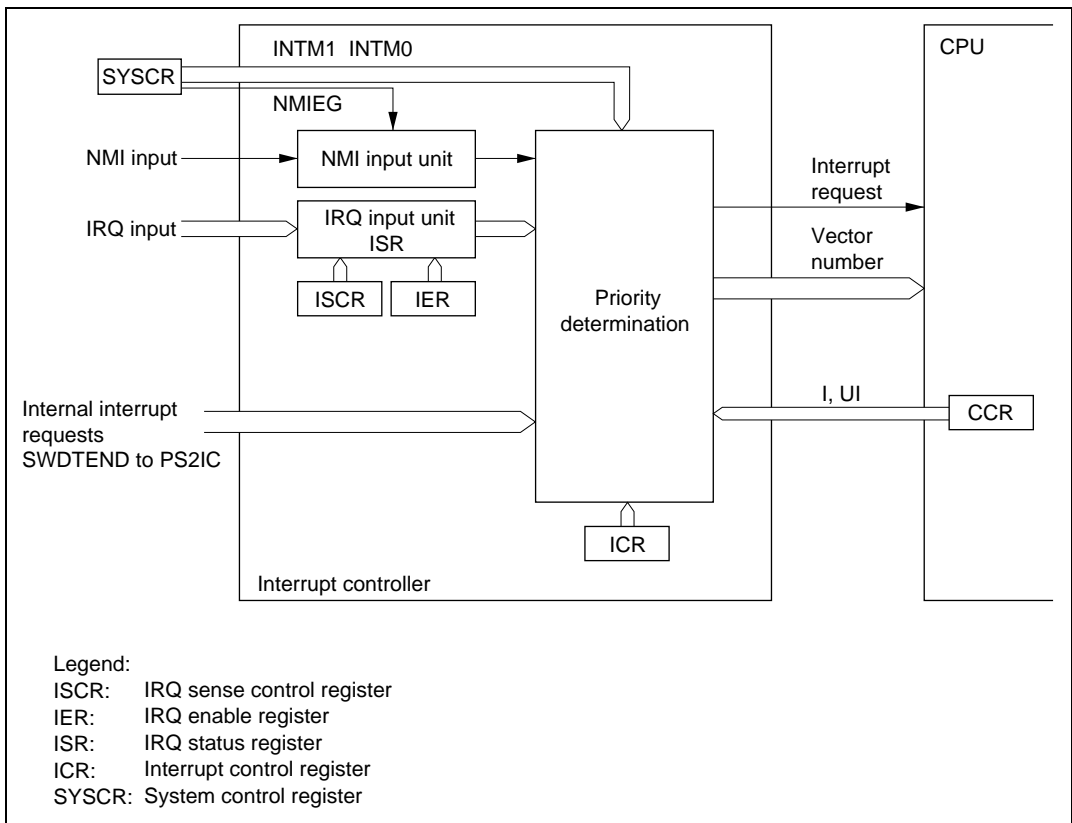 INTM1 INTM0
CPU
SYSCR
NMIEG
NMI input
NMI input unit
Interrupt
request
IRQ input
IRQ input unit
ISR
Vector
number
ISCR
IER
Priority
determination
I, UI
Internal interrupt
requests
SWDTEND to PS2IC
CCR
ICR
Interrupt controller
Legend:
ISCR: IRQ sense control register
IER: IRQ enable register
ISR: IRQ status register
ICR: Interrupt control register
SYSCR: System control register